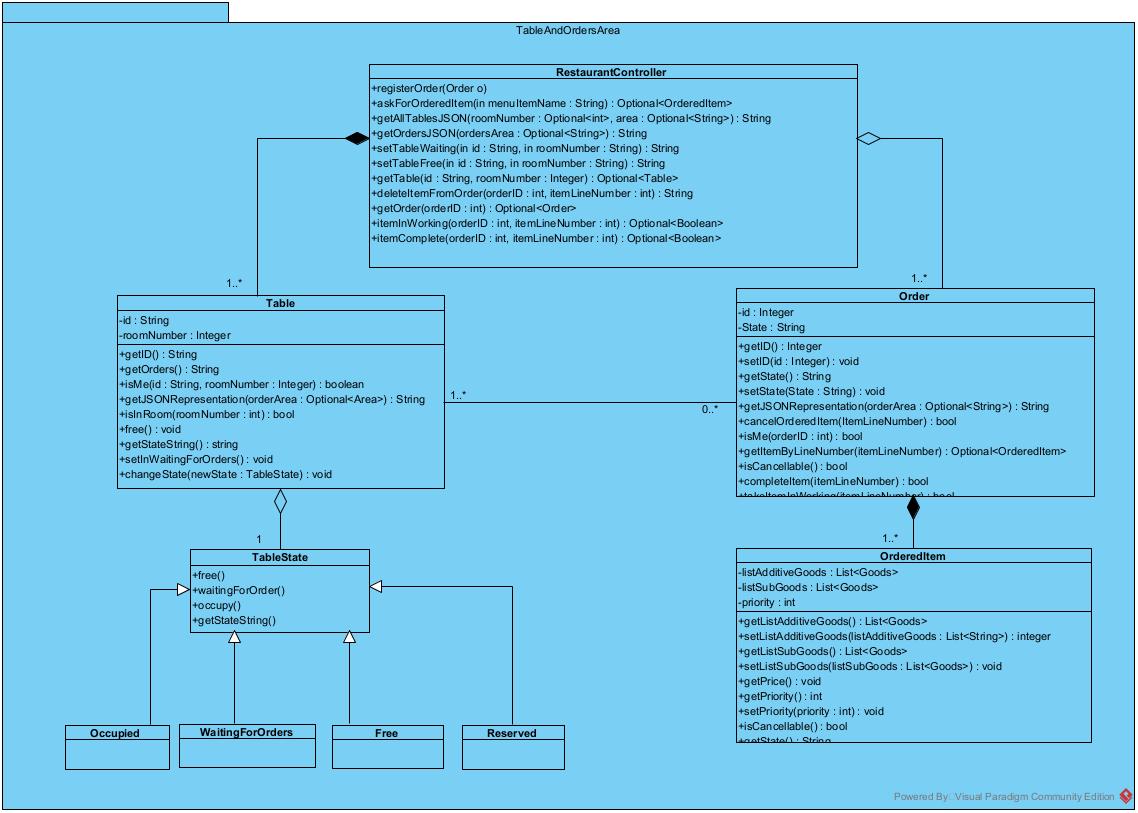 TableAndOrdersArea
RestaurantController
+registerOrder(Order o)
+askForOrderedItem(in menuItemName : String) : Optional<OrderedItem>
+getAllTablesJSON(roomNumber : Optional<int>, area : Optional<String>) : String
+getOrdersJSON(ordersArea : Optional<String>) : String
+setTableWaiting(in id : String, in roomNumber : String) : String
+setTableFree(in id : String, in roomNumber : String) : String
+getTable(id : String, roomNumber : Integer) : Optional<Table>
+deleteItemFromOrder(orderID : int, itemLineNumber : int) : String
+getOrder(orderID : int) : Optional<Order>
+itemInWorking(orderID : int, itemLineNumber : int) : Optional<Boolean>
+itemComplete(orderID : int, itemLineNumber : int) : Optional<Boolean>
1..*
1..*
Table
-id : String
-roomNumber : Integer
+getID() : String
+getOrders() : String
+isMe(id : String, roomNumber : Integer) : boolean
+getJSONRepresentation(orderArea : Optional<Area>) : String
+isInRoom(roomNumber : int) : bool
+free() : void
+getStateString() : string
+setInWaitingForOrders() : void
+changeState(newState : TableState) : void
1..*
0..*
Order
-id : Integer
-State : String
+getID() : Integer
+setID(id : Integer) : void
+getState() : String
+setState(State : String) : void
+getJSONRepresentation(orderArea : Optional<String>) : String
+cancelOrderedItem(ItemLineNumber) : bool
+isMe(orderID : int) : bool
+getItemByLineNumber(itemLineNumber) : Optional<OrderedItem>
+isCancellable() : bool
+completeItem(itemLineNumber) : bool
+takeItemInWorking(itemLineNumber) : bool
1
1..*
TableState
+free()
+waitingForOrder()
+occupy()
+getStateString()
OrderedItem
-listAdditiveGoods : List<Goods>
-listSubGoods : List<Goods>
-priority : int
+getListAdditiveGoods() : List<Goods>
+setListAdditiveGoods(listAdditiveGoods : List<String>) : integer
+getListSubGoods() : List<Goods>
+setListSubGoods(listSubGoods : List<Goods>) : void
+getPrice() : void
+getPriority() : int
+setPriority(priority : int) : void
+isCancellable() : bool
+getState() : String
Occupied
WaitingForOrders
Free
Reserved
Powered By Visual Paradigm Community Edition